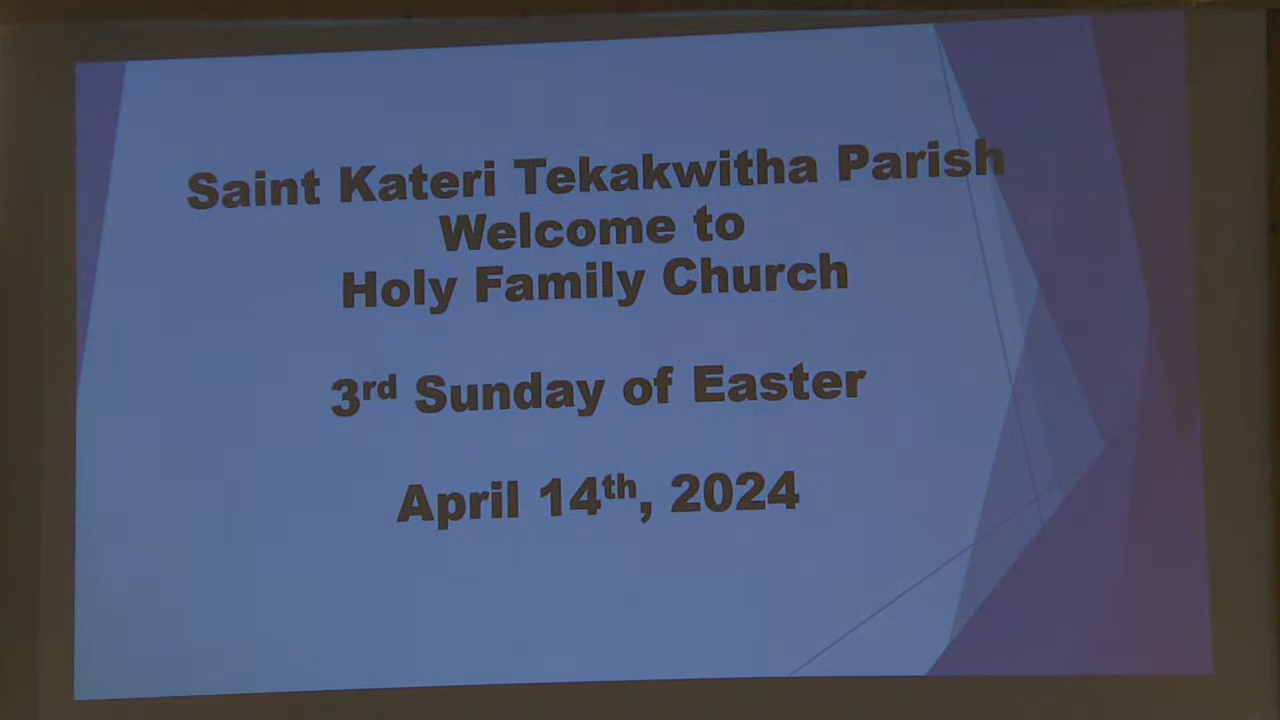 Saint Kateri Tekakwitha Parish
Welcome to
Holy Family Church
3rd Sunday of Easter
April 14th, 2024